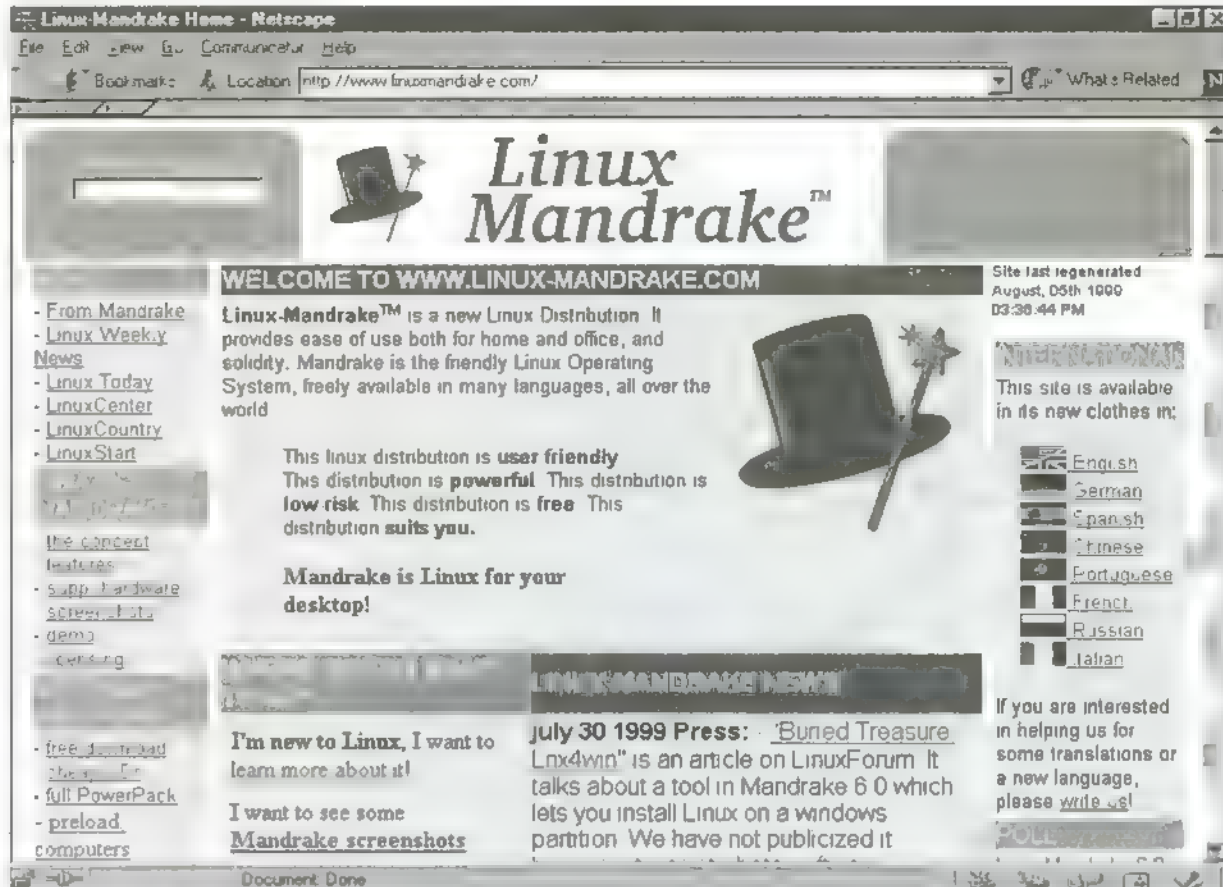 Linux-Mandrake Home - Netscape
File Edit View Go Communicator Help
Bookmarks Location http://www.linuxmandrake.com/ What's Related N
Linux
Mandrake™
WELCOME TO WWW.LINUX-MANDRAKE.COM
Site last regenerated
August, 05th 1999
03:36:44 PM
- From Mandrake
- Linux Weekly
News
- Linux Today
- LinuxCenter
- LinuxCountry
- LinuxStart
the concept
features
- supp hardware
screenshots
- demo
licensing
- free download
- full PowerPack
- preload
computers
Linux-Mandrake™ is a new Linux Distribution. It
provides ease of use both for home and office, and
solidity. Mandrake is the friendly Linux Operating
System, freely available in many languages, all over the
world
This linux distribution is user friendly
This distribution is powerful. This distribution is
low risk. This distribution is free. This
distribution suits you.
Mandrake is Linux for your
desktop!
I'm new to Linux, I want to
learn more about it!
I want to see some
Mandrake screenshots
LINUX-MANDRAKE NEWS
july 30 1999 Press: - "Buried Treasure
Lnx4win" is an article on LinuxForum. It
talks about a tool in Mandrake 6.0 which
lets you install Linux on a windows
partition. We have not publicized it
INTERNATIONAL
This site is available
in its new clothes in:
English
German
Spanish
Chinese
Portuguese
French
Russian
Italian
If you are interested
in helping us for
some translations or
a new language,
please write us!
POLL
Document: Done